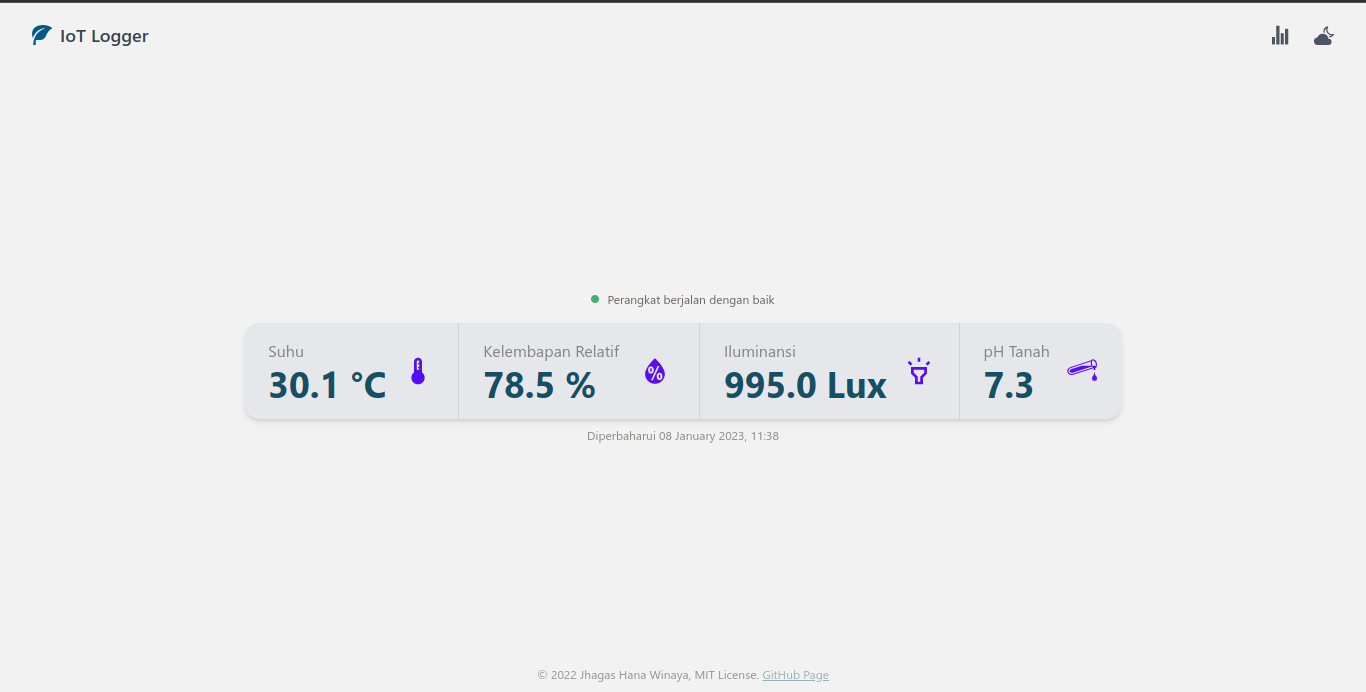 IoT Logger
Perangkat berjalan dengan baik
Suhu
30.1 °C
Kelembapan Relatif
78.5 %
Iluminansi
995.0 Lux
pH Tanah
7.3
Diperbaharui 08 January 2023, 11:38
© 2022 Jhagas Hana Winaya, MIT License. GitHub Page